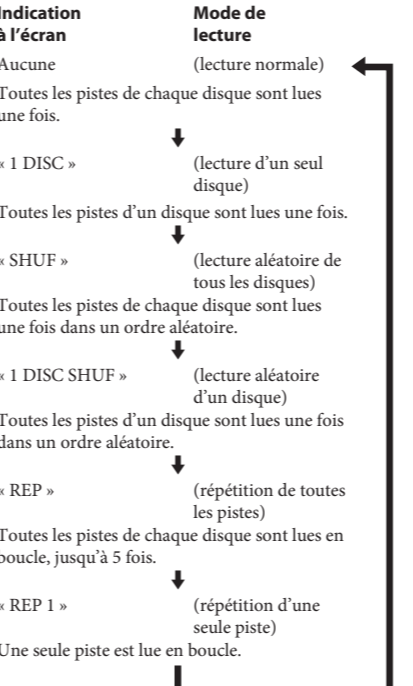 Indication Mode de
à l’écran lecture
Aucune (lecture normale)
Toutes les pistes de chaque disque sont lues
une fois.
« 1 DISC » (lecture d’un seul
disque)
Toutes les pistes d’un disque sont lues une fois.
« SHUF » (lecture aléatoire de
tous les disques)
Toutes les pistes de chaque disque sont lues
une fois dans un ordre aléatoire.
« 1 DISC SHUF » (lecture aléatoire
d’un disque)
Toutes les pistes d’un disque sont lues une fois
dans un ordre aléatoire.
« REP » (répétition de toutes
les pistes)
Toutes les pistes de chaque disque sont lues en
boucle, jusqu’à 5 fois.
« REP 1 » (répétition d’une
seule piste)
Une seule piste est lue en boucle.